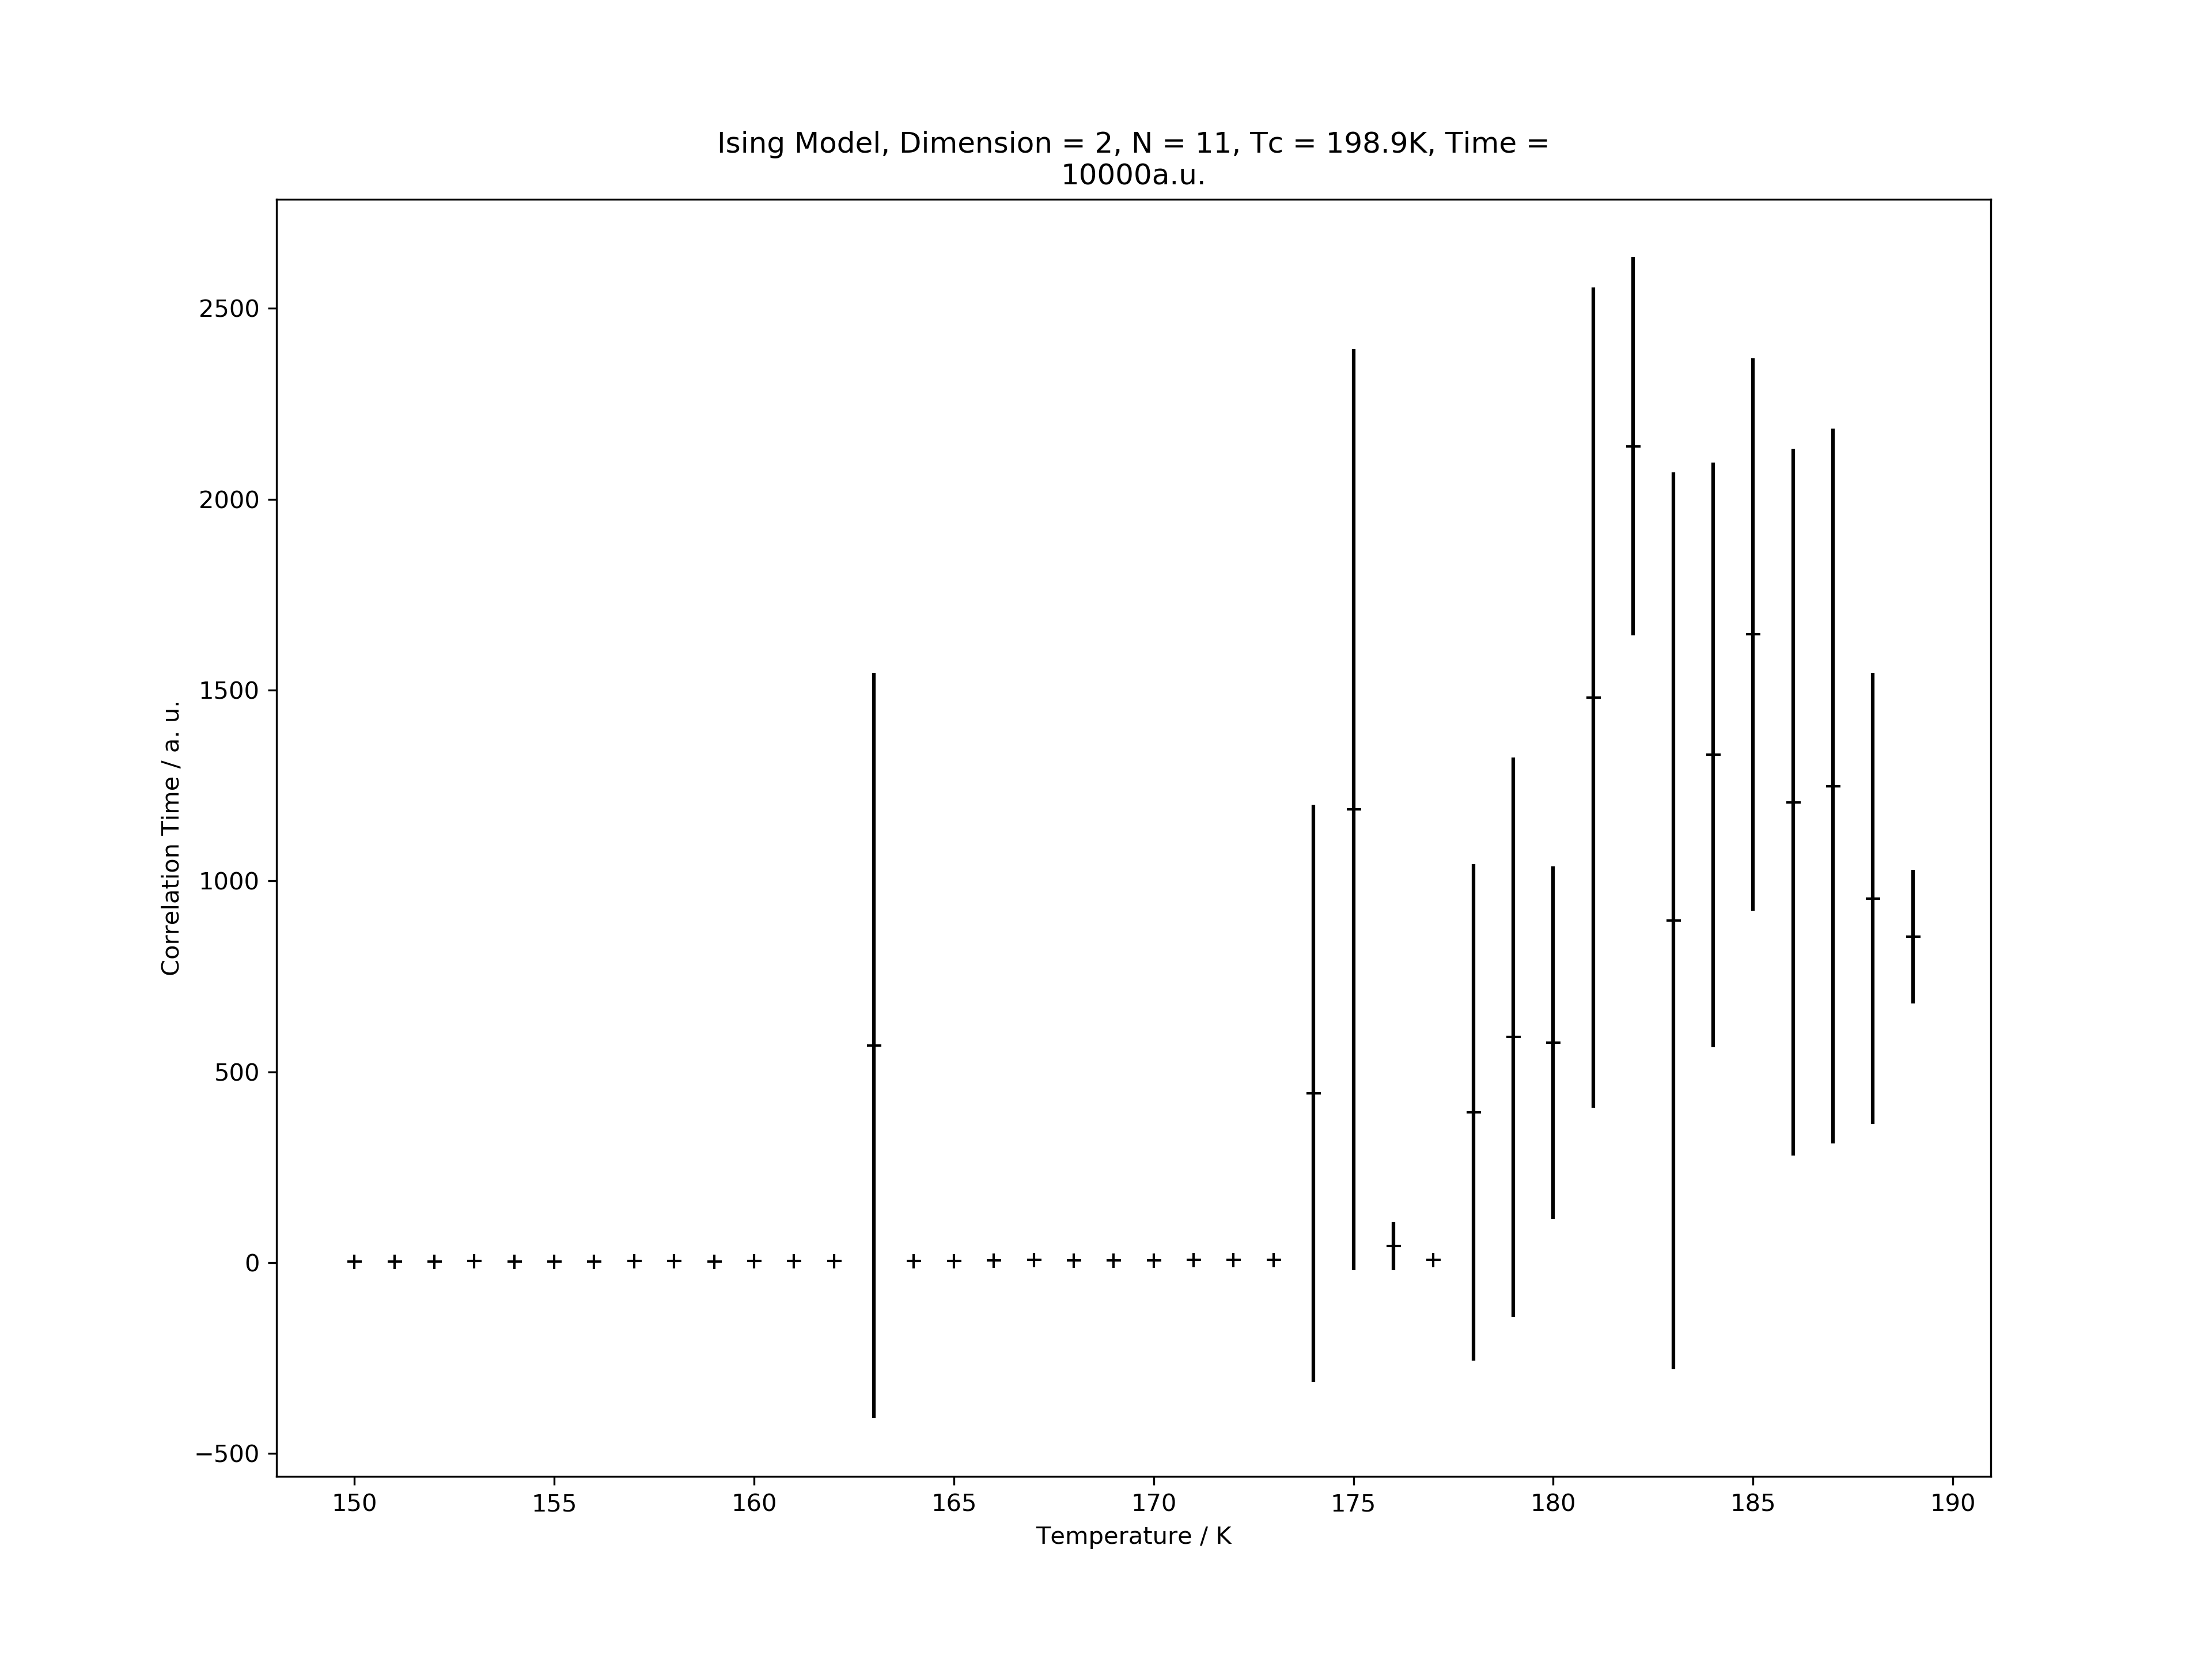 Ising Model, Dimension = 2, N = 11, Tc = 198.9K, Time =
10000a.u.
Correlation Time / a. u.
2500
2000
1500
1000
500
0
−500
150 155 160 165 170 175 180 185 190
Temperature / K